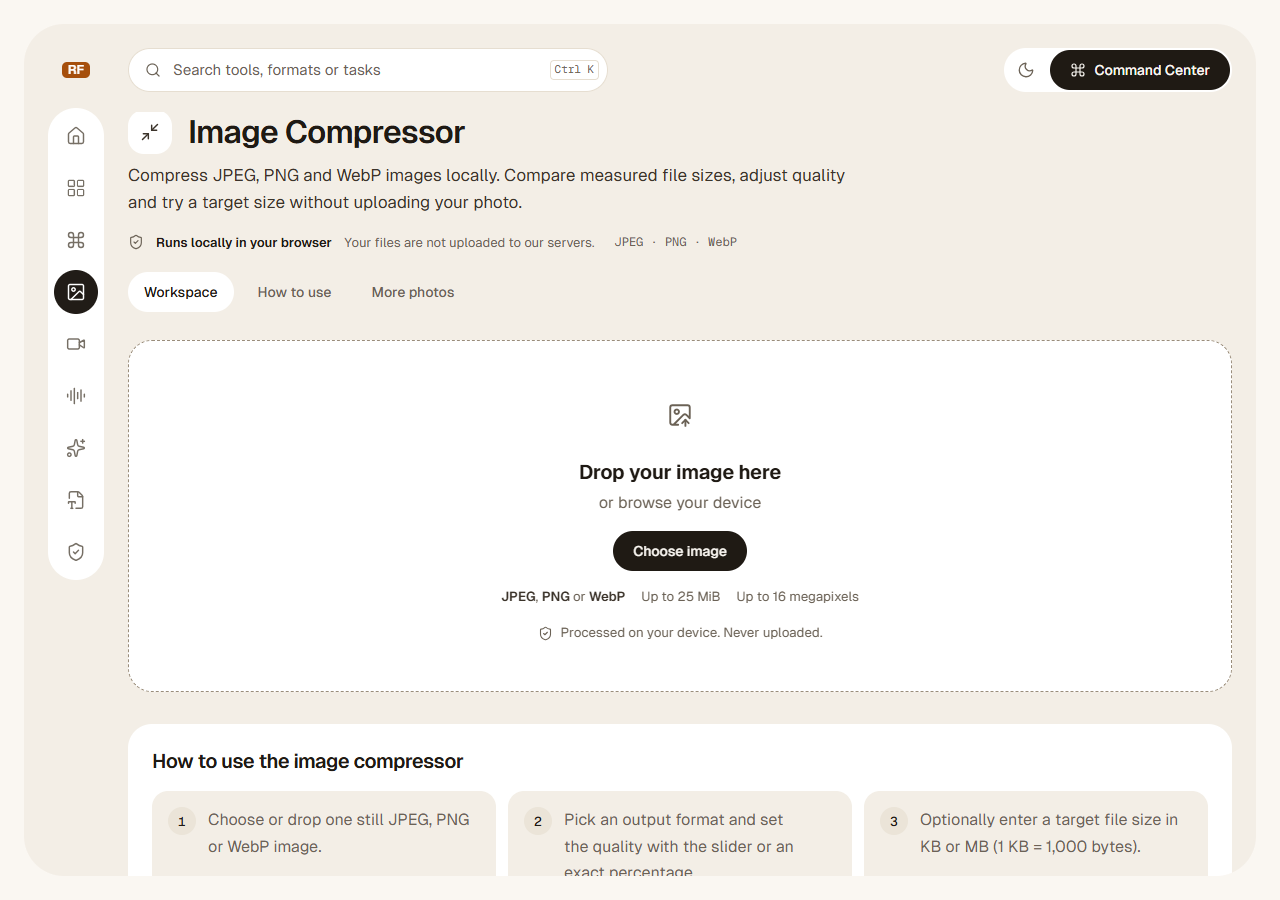 RF
Search tools, formats or tasks
Ctrl K
Command Center
Image Compressor
Compress JPEG, PNG and WebP images locally. Compare measured file sizes, adjust quality
and try a target size without uploading your photo.
Runs locally in your browser
Your files are not uploaded to our servers.
JPEG · PNG · WebP
Workspace
How to use
More photos
Drop your image here
or browse your device
Choose image
JPEG, PNG or WebP
Up to 25 MiB
Up to 16 megapixels
Processed on your device. Never uploaded.
How to use the image compressor
1
Choose or drop one still JPEG, PNG
or WebP image.
2
Pick an output format and set
the quality with the slider or an
exact percentage.
3
Optionally enter a target file size in
KB or MB (1 KB = 1,000 bytes).